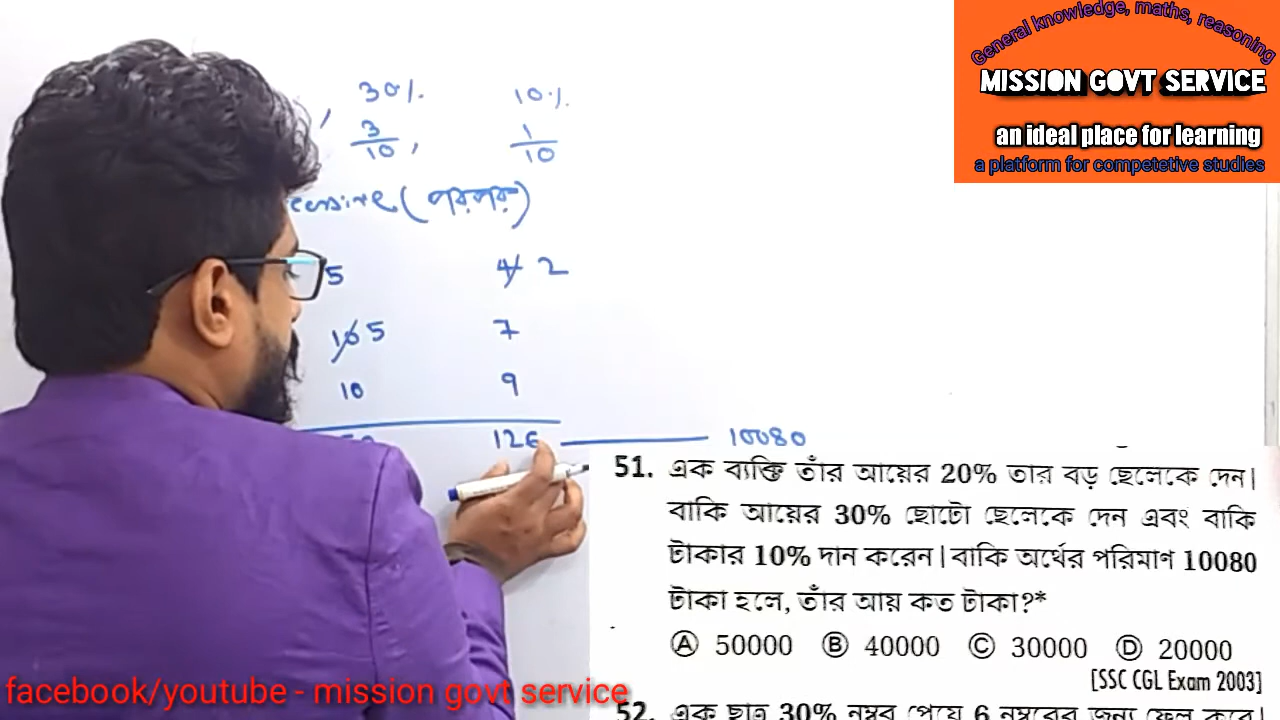 General knowledge, maths, reasoning
MISSION GOVT SERVICE
an ideal place for learning
a platform for competetive studies
, 30% 10%
3/10, 1/10
(পরপর)
5 4 2
10 5 7
10 9
126 10080
51. এক ব্যক্তি তাঁর আয়ের 20% তার বড় ছেলেকে দেন।
বাকি আয়ের 30% ছোটো ছেলেকে দেন এবং বাকি
টাকার 10% দান করেন। বাকি অর্থের পরিমাণ 10080
টাকা হলে, তাঁর আয় কত টাকা?*
Ⓐ 50000 Ⓑ 40000 Ⓒ 30000 Ⓓ 20000
[SSC CGL Exam 2003]
52. এক ছাত্র 30% নম্বর পেয়ে 6 নম্বরের জন্য ফেল করে।
facebook/youtube - mission govt service